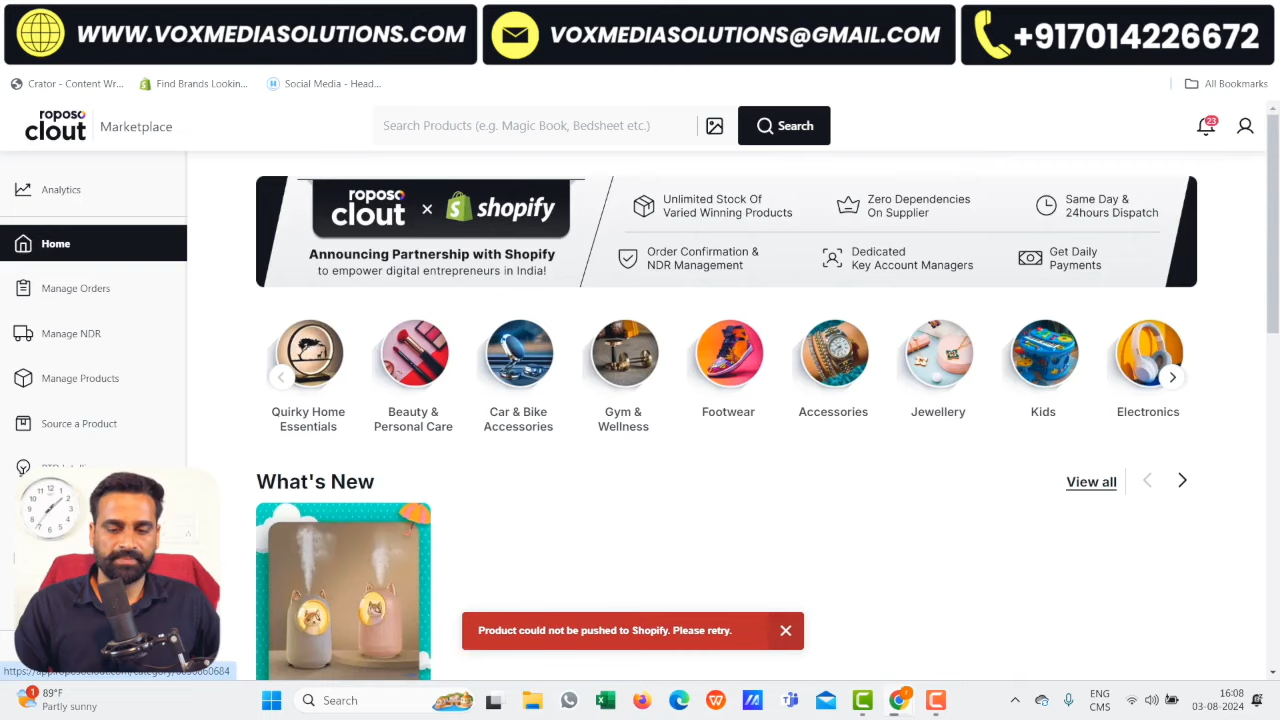 WWW.VOXMEDIASOLUTIONS.COM
VOXMEDIASOLUTIONS@GMAIL.COM
+917014226672
Crator - Content Wr...
Find Brands Lookin...
Social Media - Head...
All Bookmarks
roposo
clout
Marketplace
Search Products (e.g. Magic Book, Bedsheet etc.)
Search
23
Analytics
Home
Manage Orders
Manage NDR
Manage Products
Source a Product
roposo
clout × shopify
Announcing Partnership with Shopify
to empower digital entrepreneurs in India!
Unlimited Stock Of
Varied Winning Products
Zero Dependencies
On Supplier
Same Day &
24hours Dispatch
Order Confirmation &
NDR Management
Dedicated
Key Account Managers
Get Daily
Payments
Quirky Home
Essentials
Beauty &
Personal Care
Car & Bike
Accessories
Gym &
Wellness
Footwear
Accessories
Jewellery
Kids
Electronics
What's New
View all
Product could not be pushed to Shopify. Please retry.
1
89°F
Partly sunny
Search
ENG
CMS
16:08
03-08-2024